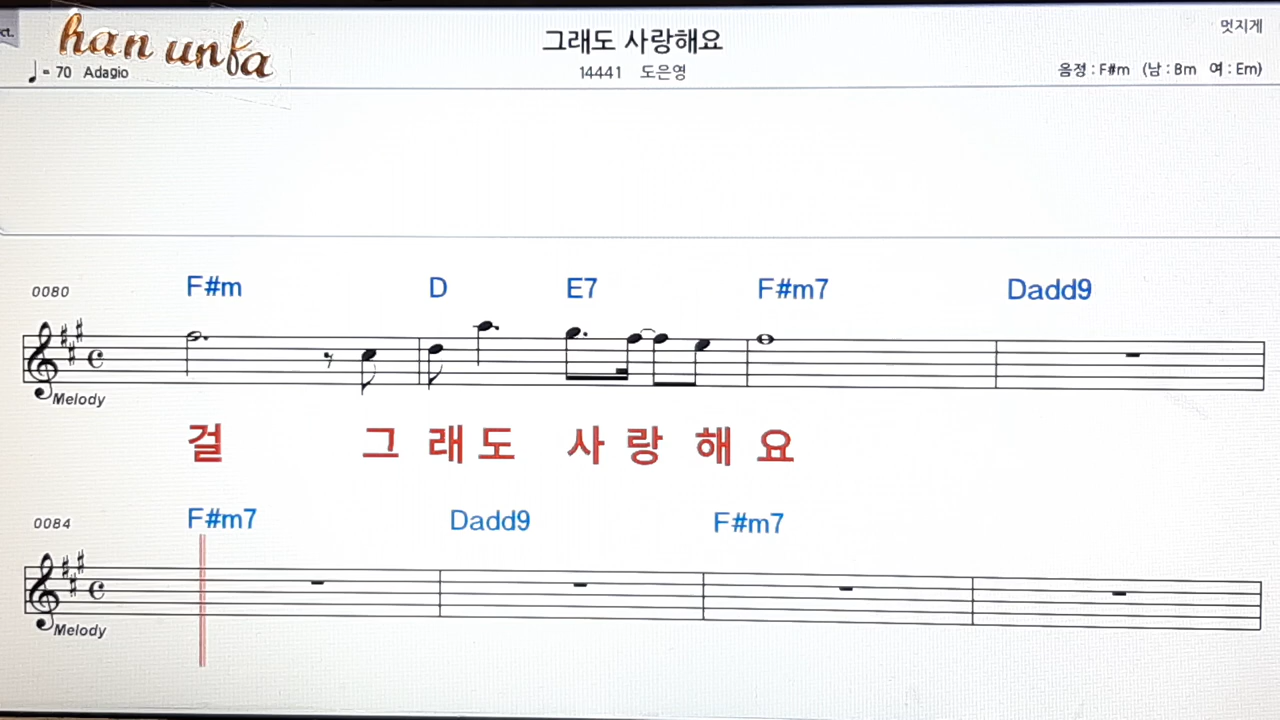 ct.
han unfa
그래도 사랑해요
멋지게
♩= 70 Adagio
14441 도은영
음정 : F#m (남 : Bm 여 : Em)
0080
F#m D E7 F#m7 Dadd9
Melody
걸 그 래 도 사 랑 해 요
0084
F#m7 Dadd9 F#m7
Melody